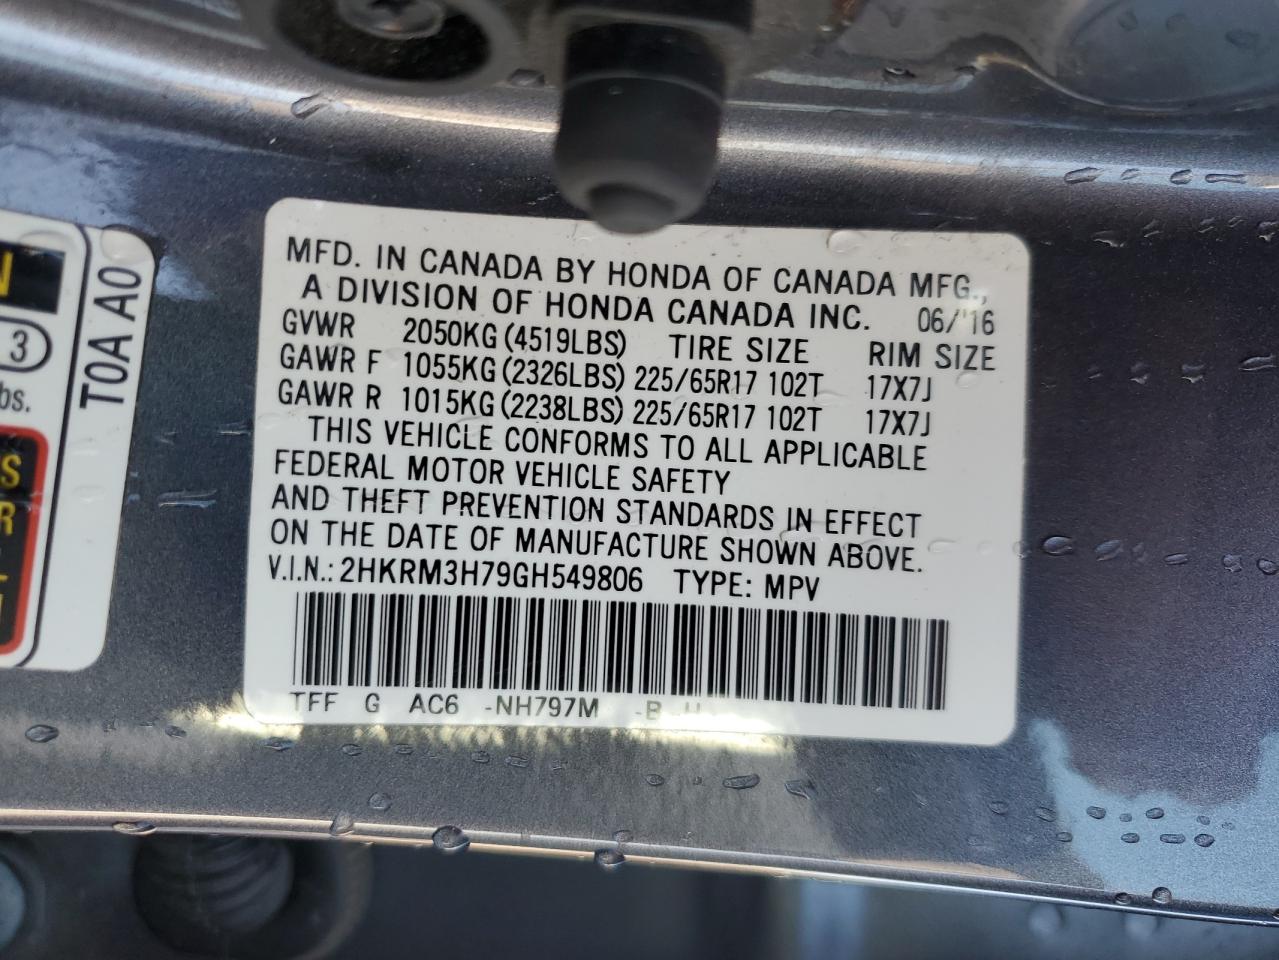 MFD. IN CANADA BY HONDA OF CANADA MFG.,
A DIVISION OF HONDA CANADA INC. 06/'16
GVWR 2050KG (4519LBS) TIRE SIZE RIM SIZE
GAWR F 1055KG (2326LBS) 225/65R17 102T 17X7J
GAWR R 1015KG (2238LBS) 225/65R17 102T 17X7J
THIS VEHICLE CONFORMS TO ALL APPLICABLE
FEDERAL MOTOR VEHICLE SAFETY
AND THEFT PREVENTION STANDARDS IN EFFECT
ON THE DATE OF MANUFACTURE SHOWN ABOVE.
V.I.N.: 2HKRM3H79GH549806 TYPE: MPV
TFF G AC6 -NH797M -B
T0A A0
3
bs.
S
R